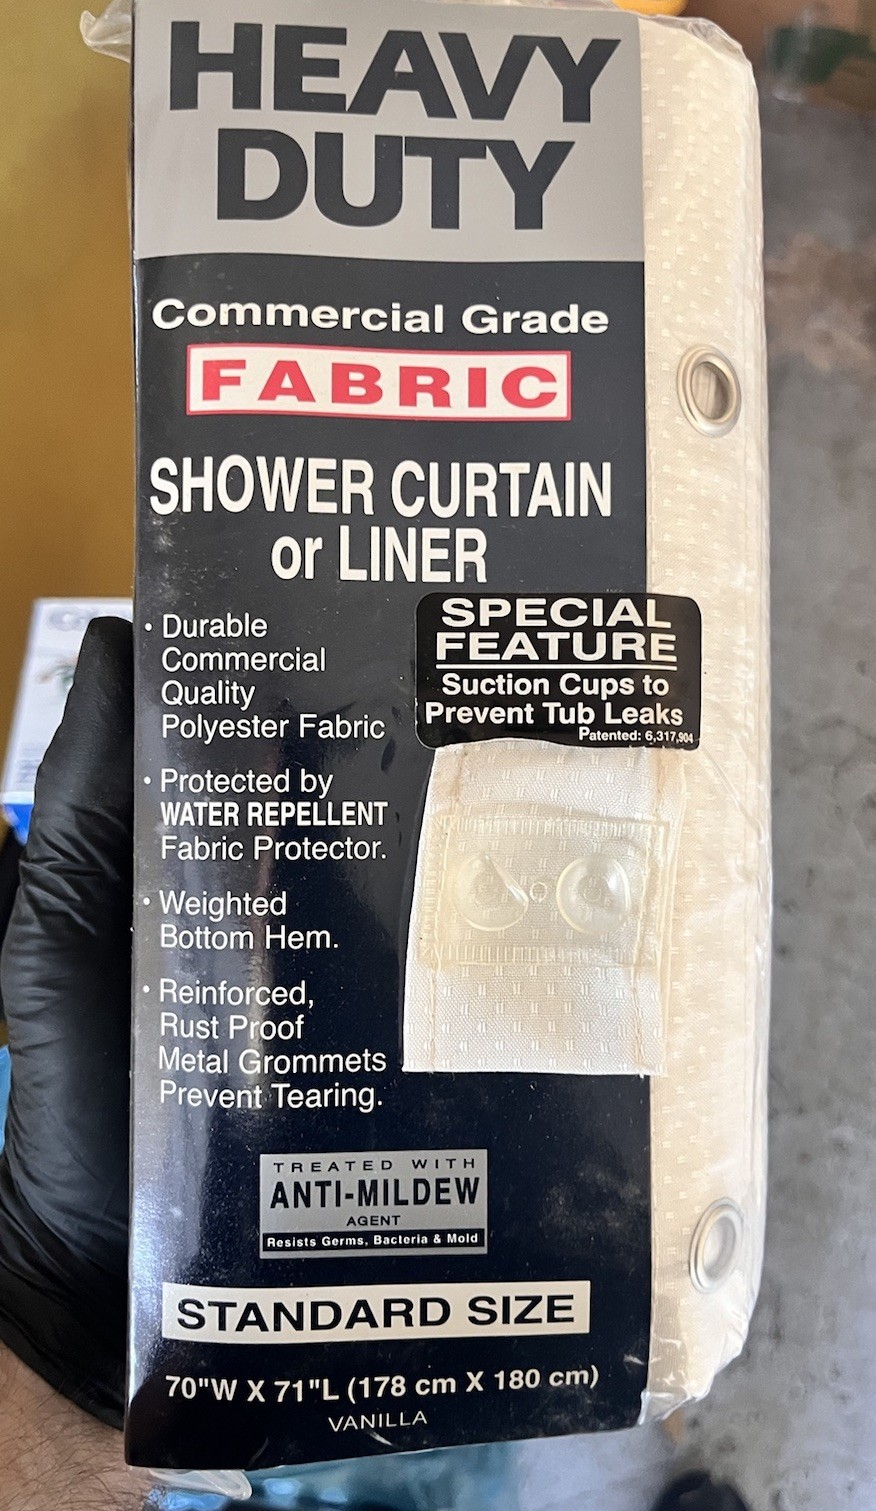 HEAVY
DUTY
Commercial Grade
FABRIC
SHOWER CURTAIN
or LINER
• Durable
Commercial
Quality
Polyester Fabric
• Protected by
WATER REPELLENT
Fabric Protector.
• Weighted
Bottom Hem.
• Reinforced,
Rust Proof
Metal Grommets
Prevent Tearing.
SPECIAL
FEATURE
Suction Cups to
Prevent Tub Leaks
Patented: 6,317,904
TREATED WITH
ANTI-MILDEW
AGENT
Resists Germs, Bacteria & Mold
STANDARD SIZE
70"W X 71"L (178 cm X 180 cm)
VANILLA